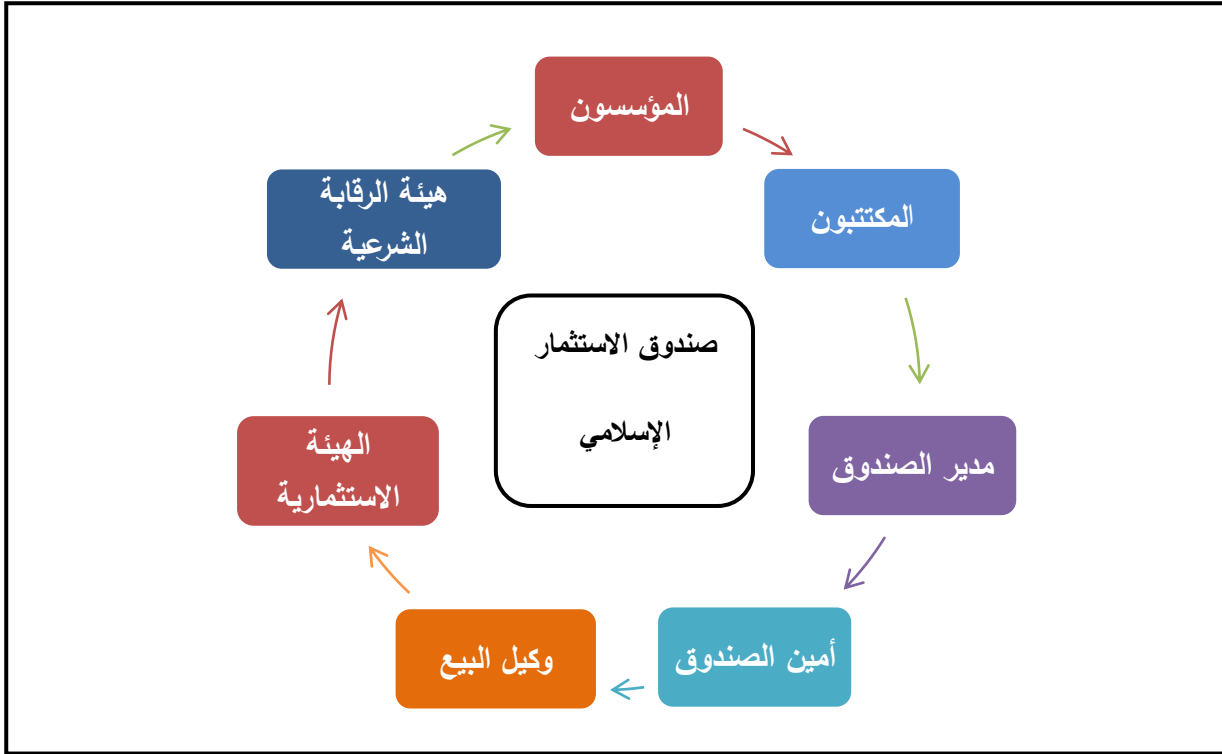 المؤسسون
المكتتبون
مدير الصندوق
أمين الصندوق
وكيل البيع
الهيئة
الاستثمارية
هيئة الرقابة
الشرعية
صندوق الاستثمار
الإسلامي